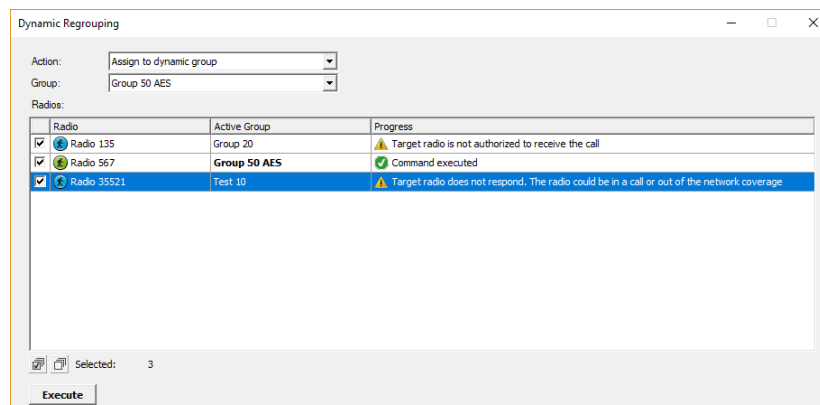 Dynamic Regrouping
Action: Assign to dynamic group
Group: Group 50 AES
Radios:
Radio Active Group Progress
Radio 135 Group 20 Target radio is not authorized to receive the call
Radio 567 Group 50 AES Command executed
Radio 35521 Test 10 Target radio does not respond. The radio could be in a call or out of the network coverage
Selected: 3
Execute